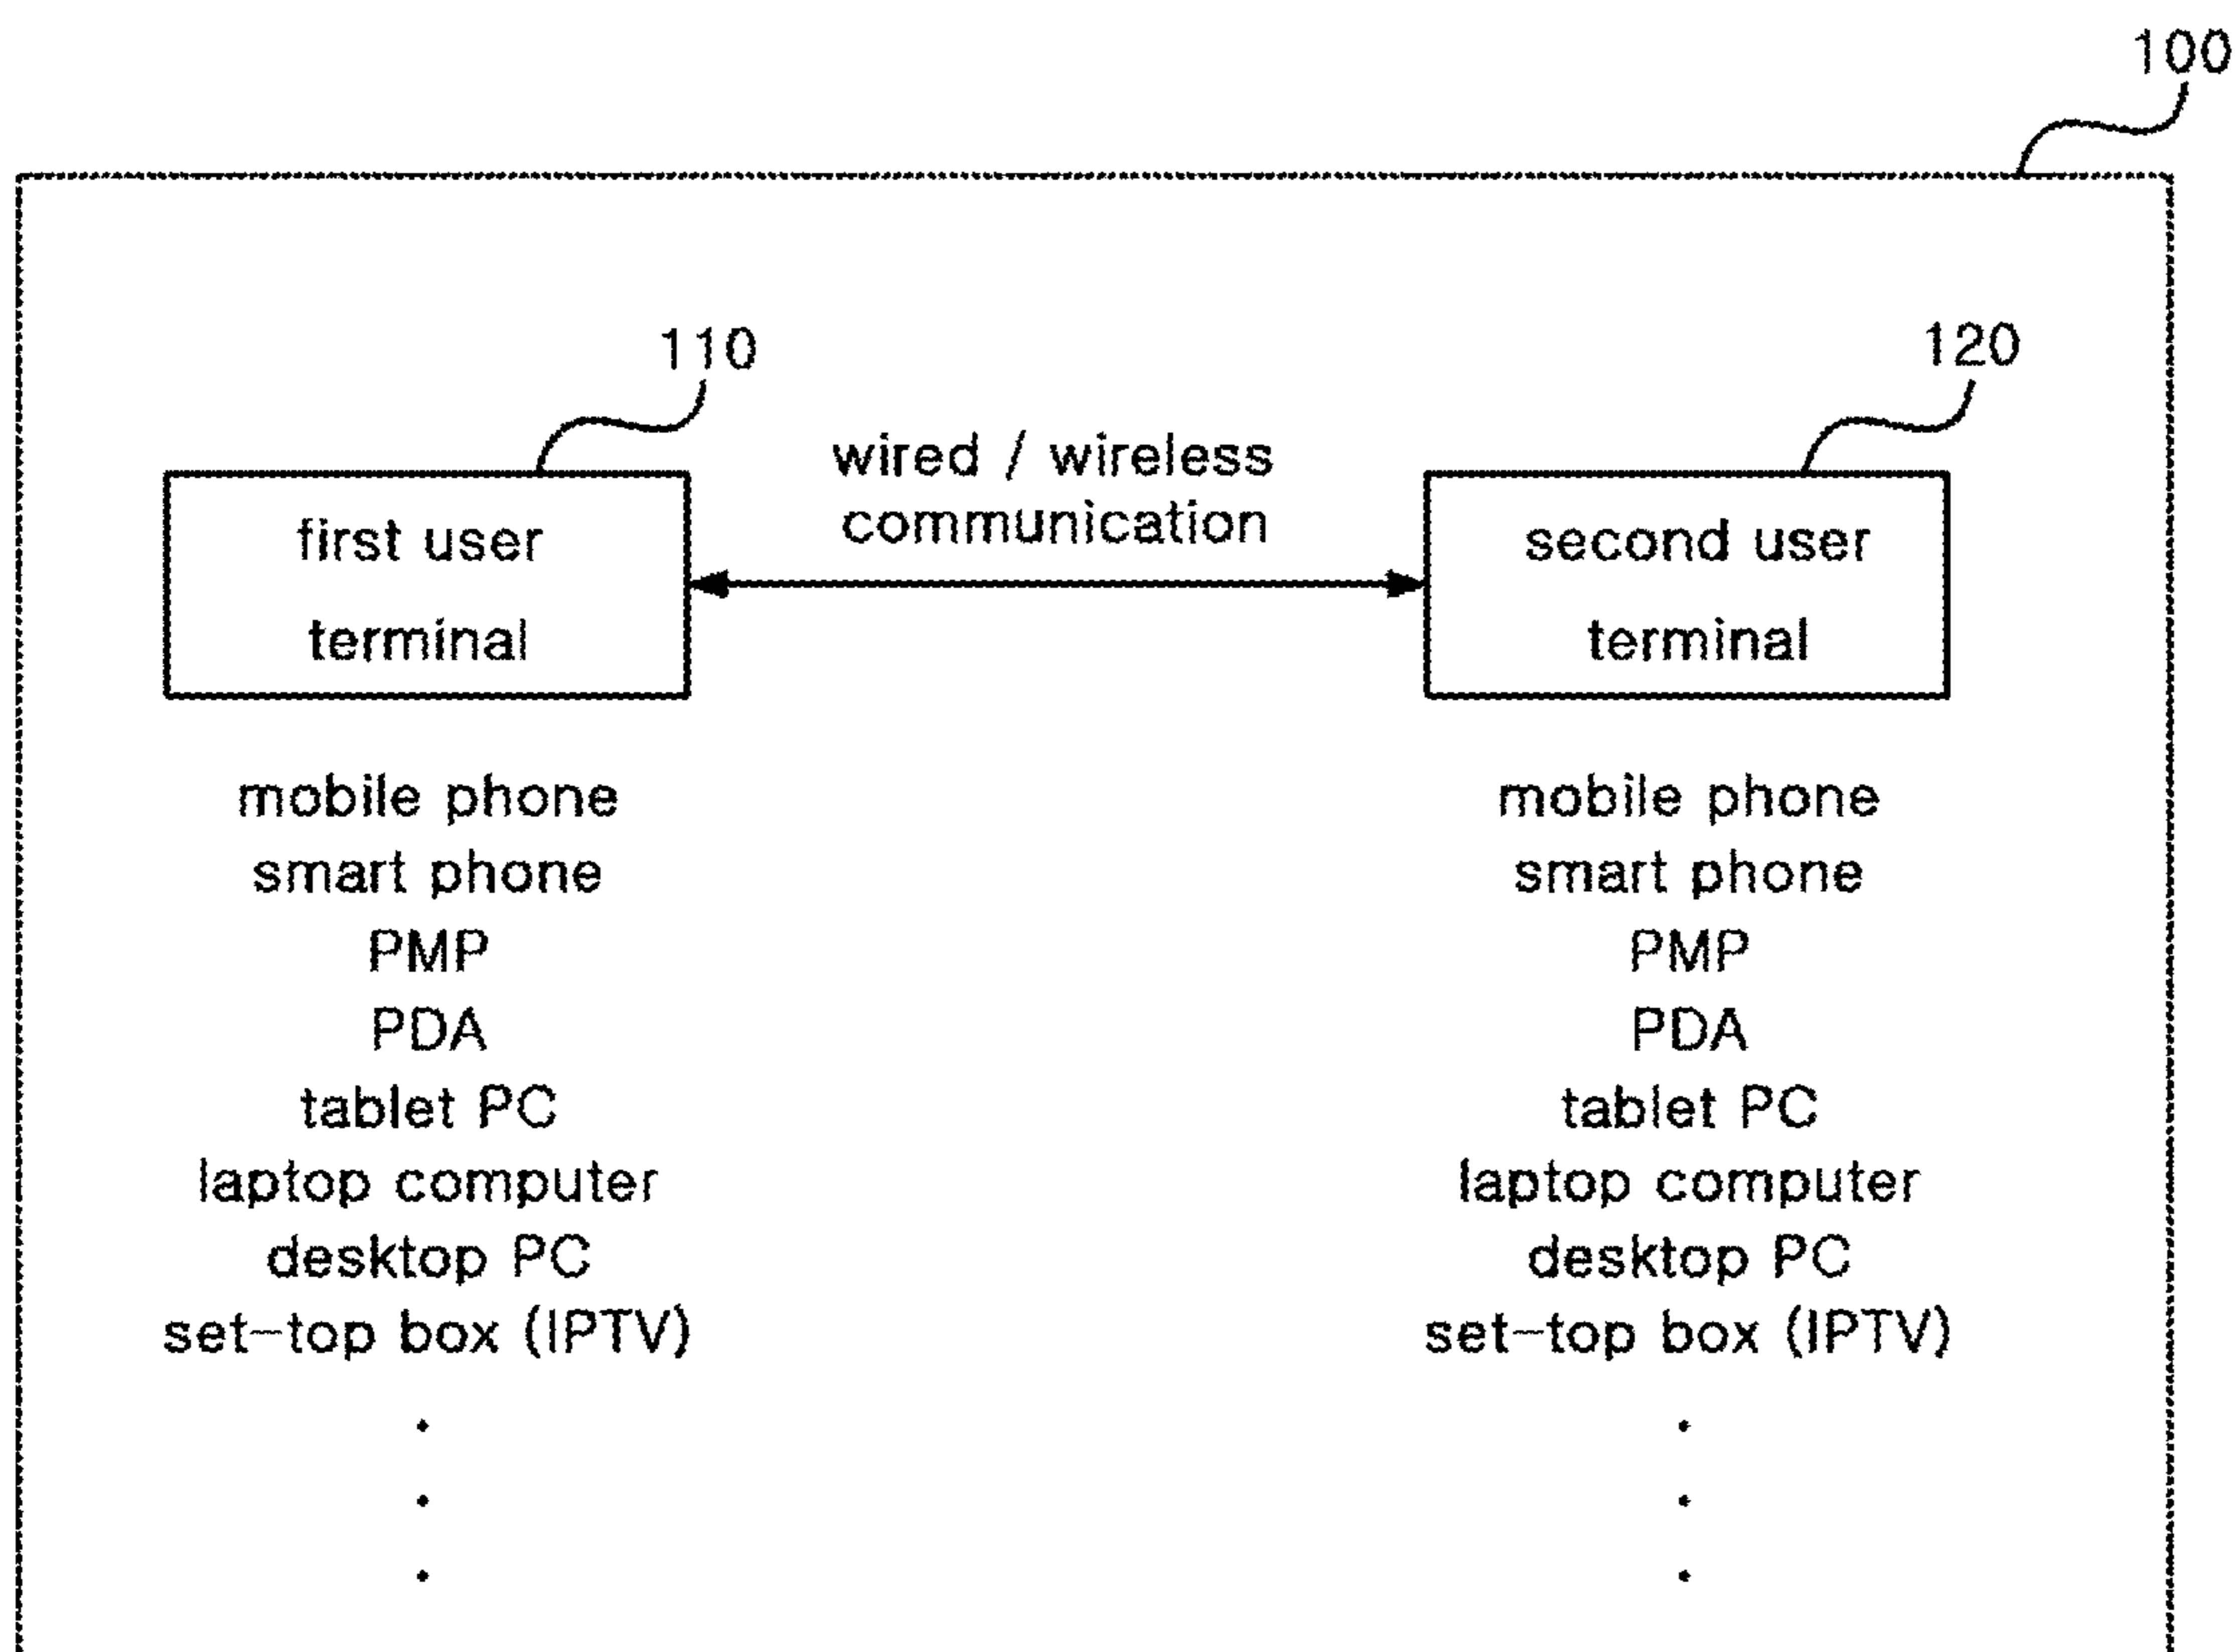 100
110
120
wired / wireless
communication
first user
terminal
second user
terminal
mobile phone
smart phone
PMP
PDA
tablet PC
laptop computer
desktop PC
set-top box (IPTV)
mobile phone
smart phone
PMP
PDA
tablet PC
laptop computer
desktop PC
set-top box (IPTV)